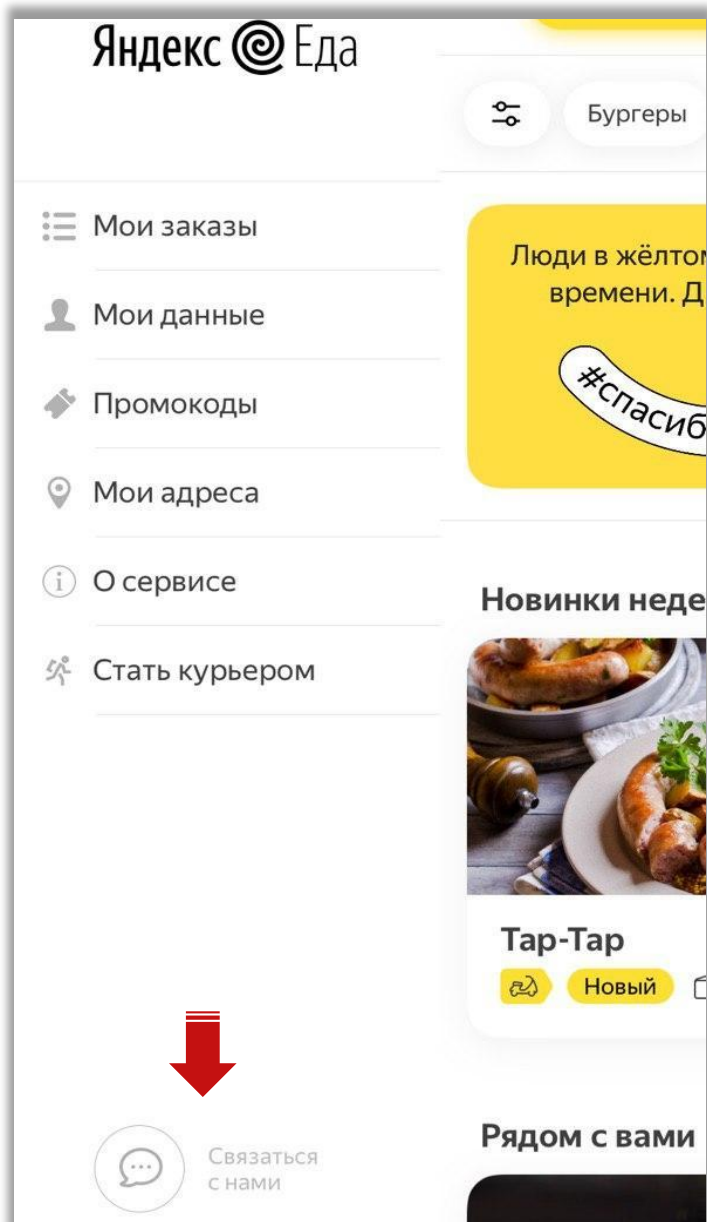 Яндекс Еда
Мои заказы
Мои данные
Промокоды
Мои адреса
О сервисе
Стать курьером
Связаться
с нами
Бургеры
Люди в жёлтом
времени. Д
#спасиб
Новинки неде
Тар-Тар
Новый
Рядом с вами